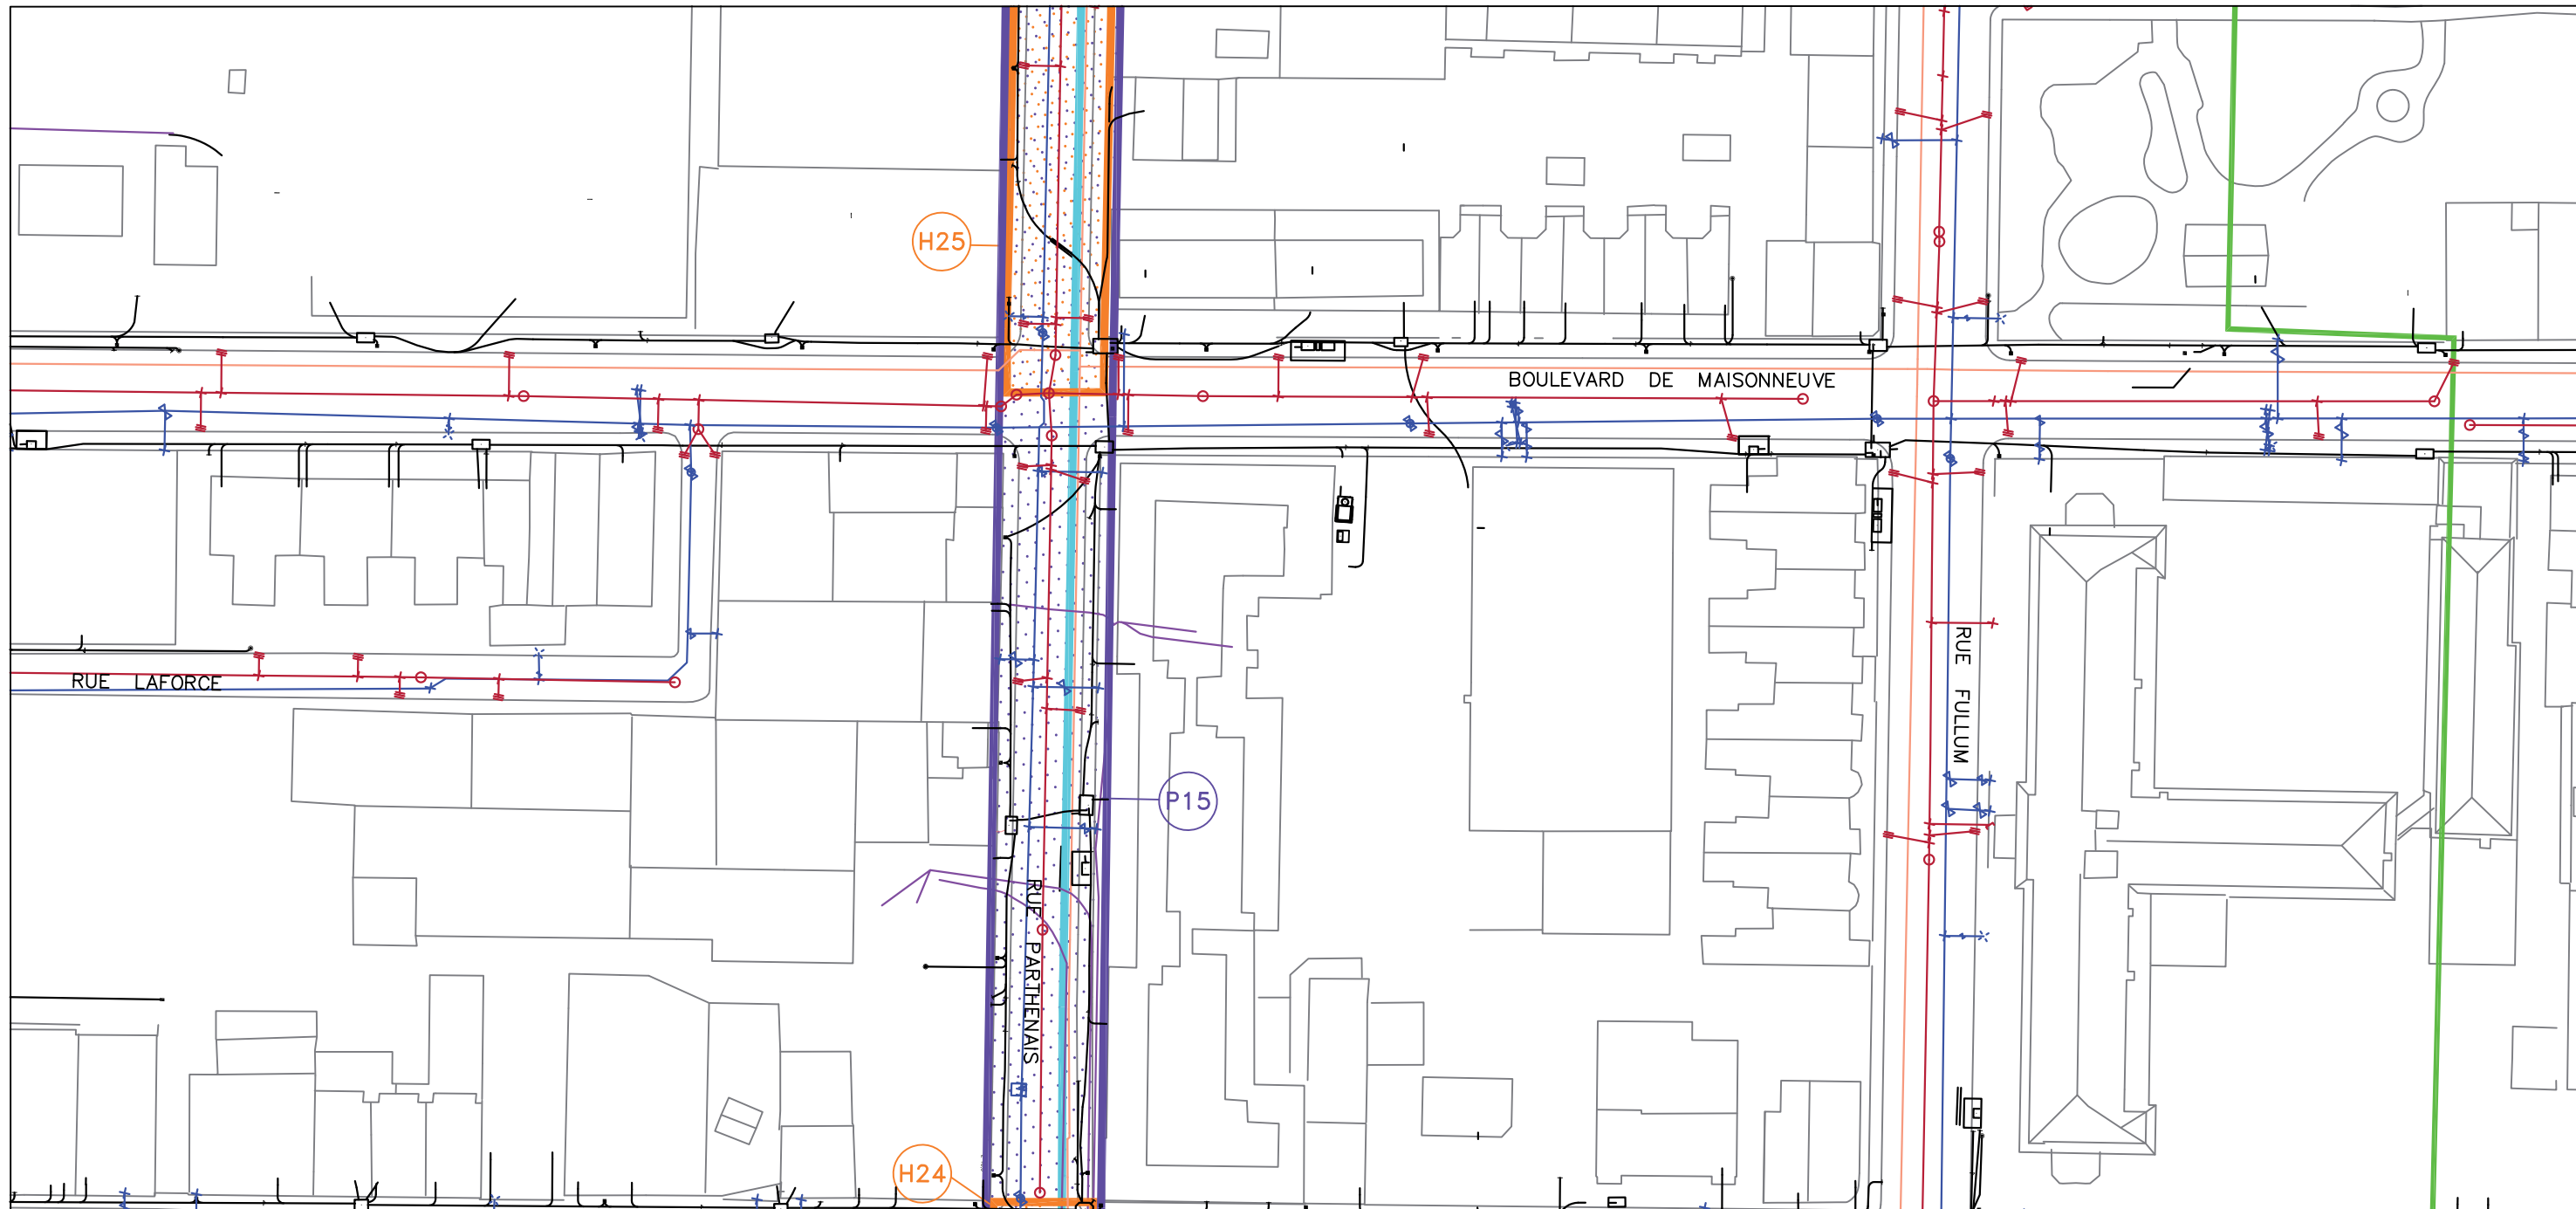 H25
BOULEVARD DE MAISONNEUVE
RUE FULLUM
RUE LAFORCE
P15
RUE PARTHENAIS
H24